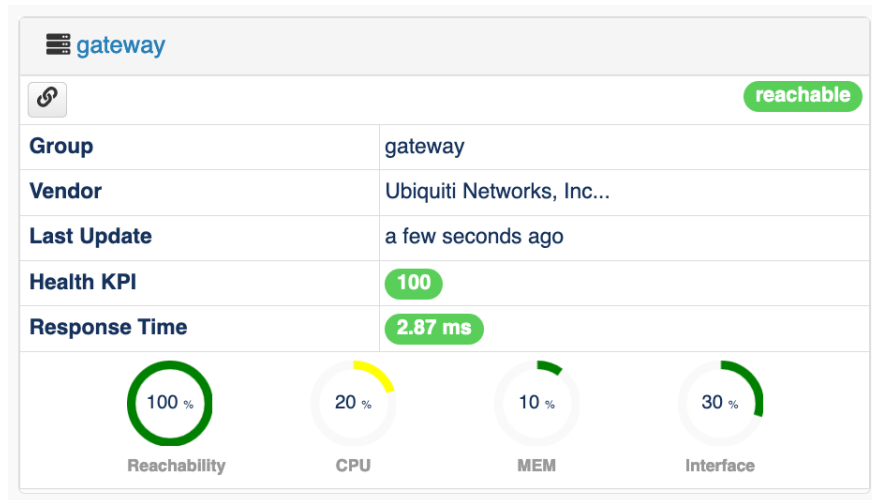 gateway
reachable
Group gateway
Vendor Ubiquiti Networks, Inc...
Last Update a few seconds ago
Health KPI 100
Response Time 2.87 ms
100 % 20 % 10 % 30 %
Reachability CPU MEM Interface